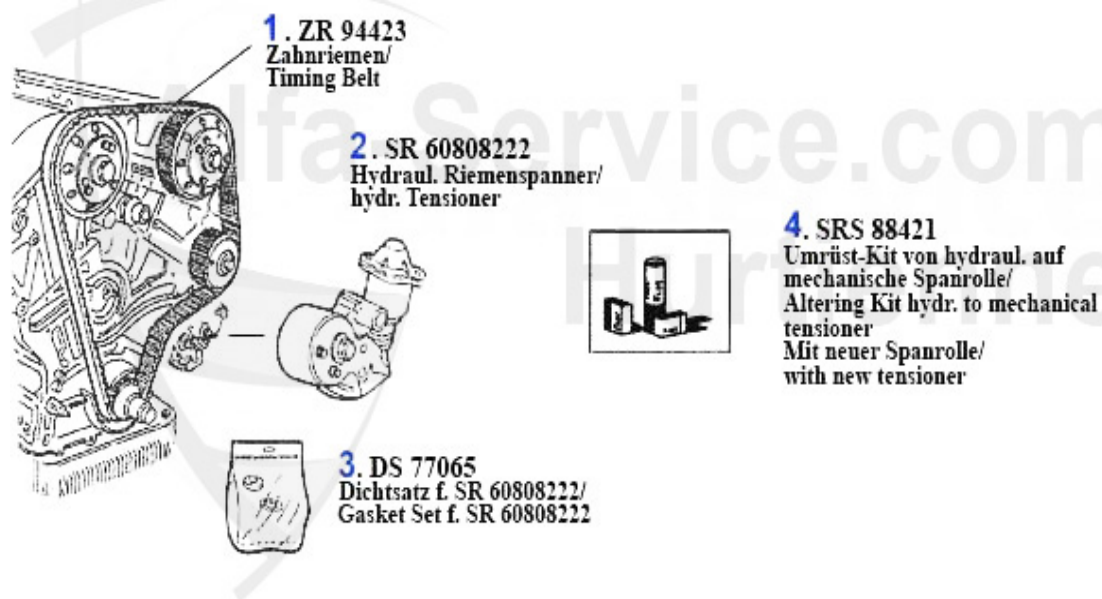 1. ZR 94423
Zahnriemen/
Timing Belt
2. SR 60808222
Hydraul. Riemenspanner/
hydr. Tensioner
4. SRS 88421
Umrüst-Kit von hydraul. auf
mechanische Spanrolle/
Altering Kit hydr. to mechanical
tensioner
Mit neuer Spanrolle/
with new tensioner
3. DS 77065
Dichtsatz f. SR 60808222/
Gasket Set f. SR 60808222
Alfa-Service.com